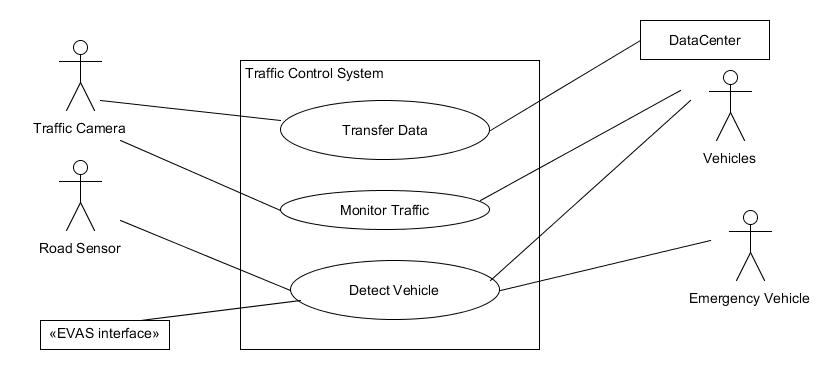 DataCenter
Traffic Control System
Traffic Camera
Transfer Data
Vehicles
Monitor Traffic
Road Sensor
Detect Vehicle
Emergency Vehicle
«EVAS interface»